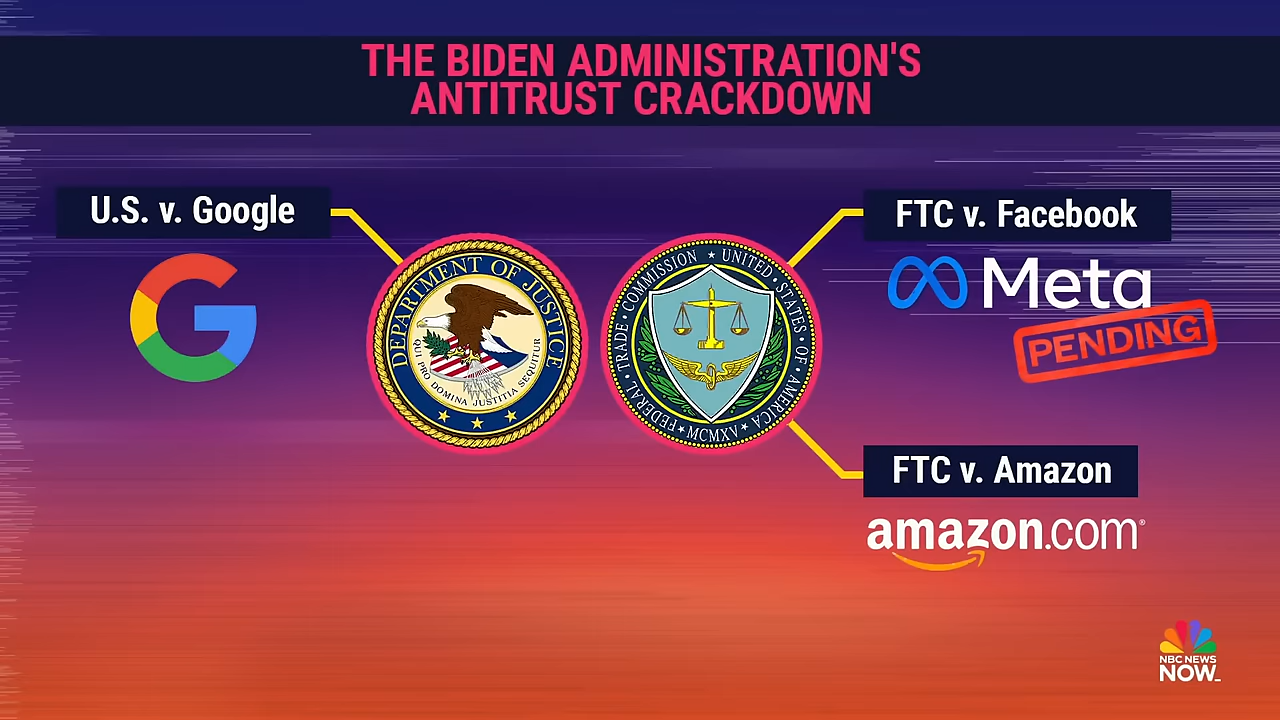 THE BIDEN ADMINISTRATION'S
ANTITRUST CRACKDOWN
U.S. v. Google
G
DEPARTMENT OF JUSTICE
QUI PRO DOMINA JUSTITIA SEQUITUR
FEDERAL • TRADE • COMMISSION ★ UNITED • STATES • OF • AMERICA
★ MCMXV ★
FTC v. Facebook
Meta
PENDING
FTC v. Amazon
amazon.com®
NBC NEWS
NOW_